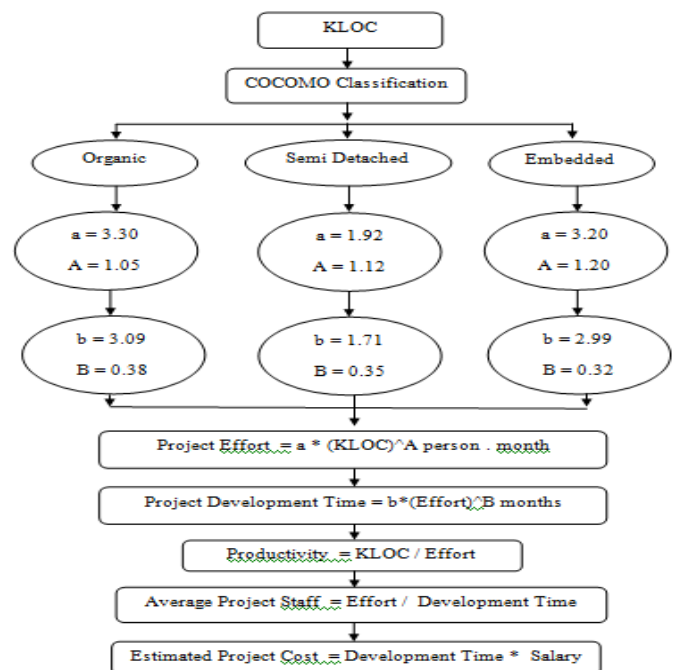 KLOC
COCOMO Classification
Organic
Semi Detached
Embedded
a = 3.30
A = 1.05
a = 1.92
A = 1.12
a = 3.20
A = 1.20
b = 3.09
B = 0.38
b = 1.71
B = 0.35
b = 2.99
B = 0.32
Project Effort = a * (KLOC)^A person . month
Project Development Time = b*(Effort)^B months
Productivity = KLOC / Effort
Average Project Staff = Effort / Development Time
Estimated Project Cost = Development Time * Salary